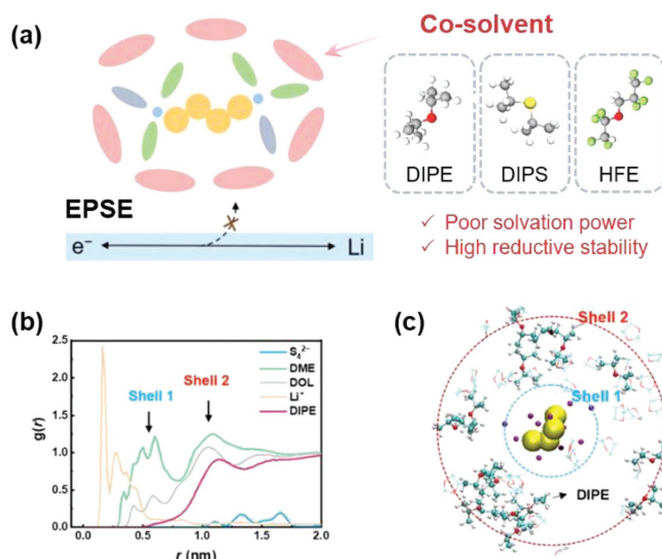 (a)
Co-solvent
DIPE
DIPS
HFE
EPSE
e⁻
Li
✓ Poor solvation power
✓ High reductive stability
(b)
2.5
2.0
1.5
1.0
0.5
0.0
g(r)
S₄²⁻
DME
DOL
Li⁺
DIPE
Shell 1
Shell 2
0.0 0.5 1.0 1.5 2.0
r (nm)
(c)
Shell 2
Shell 1
DIPE